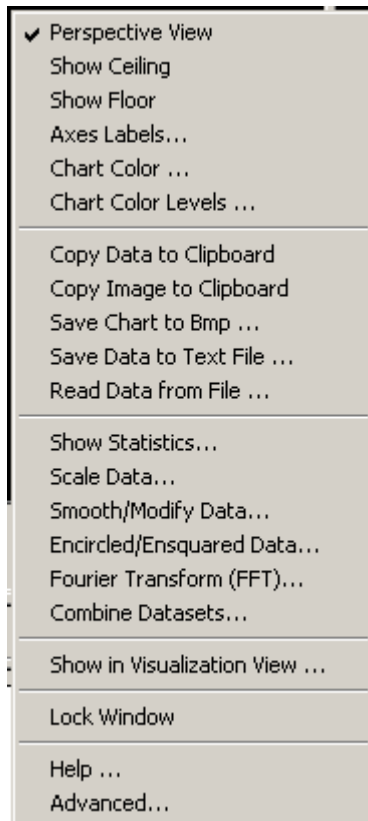 Perspective View
Show Ceiling
Show Floor
Axes Labels...
Chart Color ...
Chart Color Levels ...
Copy Data to Clipboard
Copy Image to Clipboard
Save Chart to Bmp ...
Save Data to Text File ...
Read Data from File ...
Show Statistics...
Scale Data...
Smooth/Modify Data...
Encircled/Ensquared Data...
Fourier Transform (FFT)...
Combine Datasets...
Show in Visualization View ...
Lock Window
Help ...
Advanced...